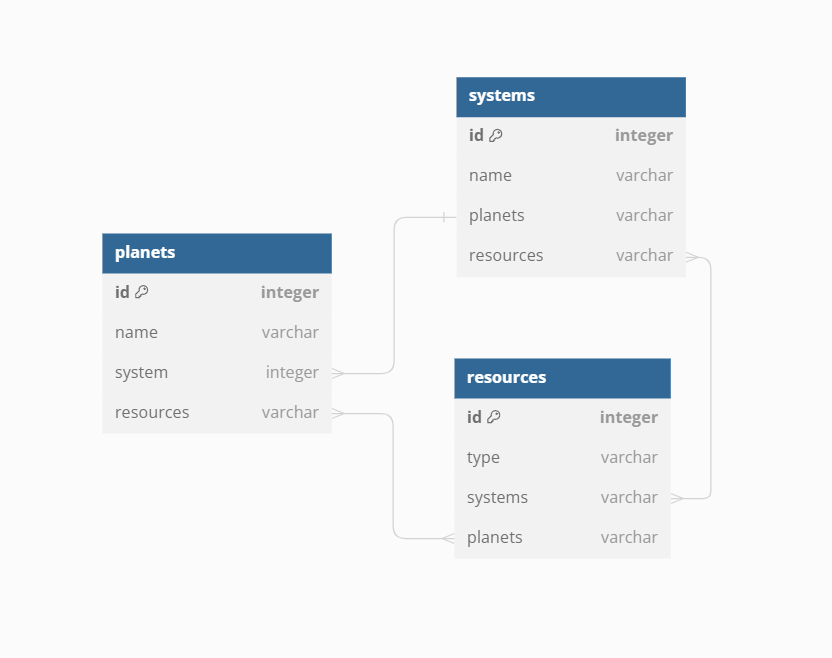 systems
id integer
name varchar
planets varchar
resources varchar
planets
id integer
name varchar
system integer
resources varchar
resources
id integer
type varchar
systems varchar
planets varchar